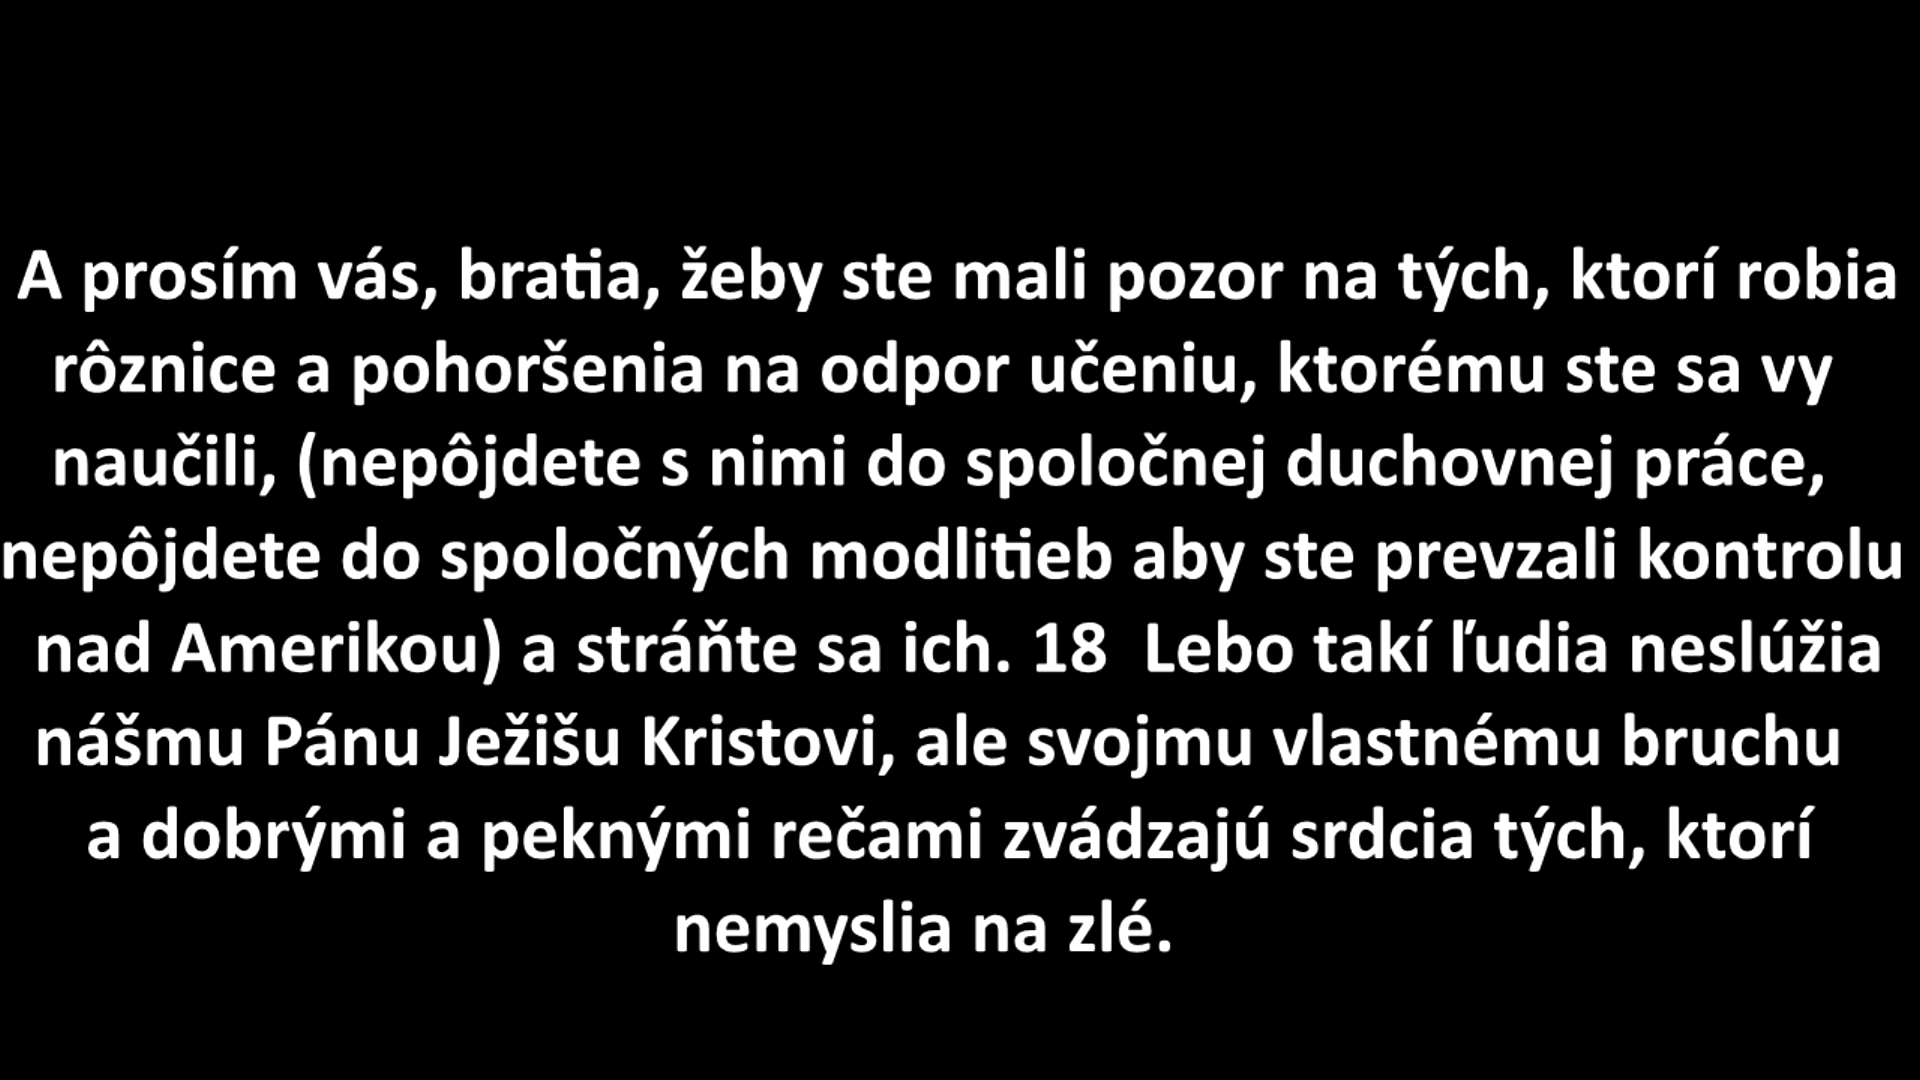 A prosím vás, bratia, žeby ste mali pozor na tých, ktorí robia
rôznice a pohoršenia na odpor učeniu, ktorému ste sa vy
naučili, (nepôjdete s nimi do spoločnej duchovnej práce,
nepôjdete do spoločných modlitieb aby ste prevzali kontrolu
nad Amerikou) a stráňte sa ich. 18  Lebo takí ľudia neslúžia
nášmu Pánu Ježišu Kristovi, ale svojmu vlastnému bruchu
a dobrými a peknými rečami zvádzajú srdcia tých, ktorí
nemyslia na zlé.